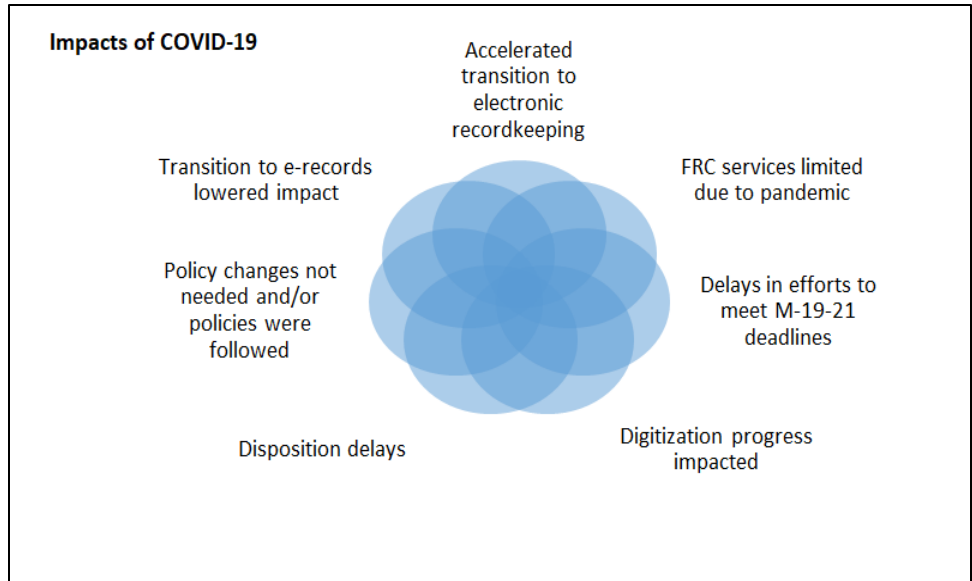 Impacts of COVID-19
Accelerated
transition to
electronic
recordkeeping
FRC services limited
due to pandemic
Delays in efforts to
meet M-19-21
deadlines
Digitization progress
impacted
Disposition delays
Policy changes not
needed and/or
policies were
followed
Transition to e-records
lowered impact